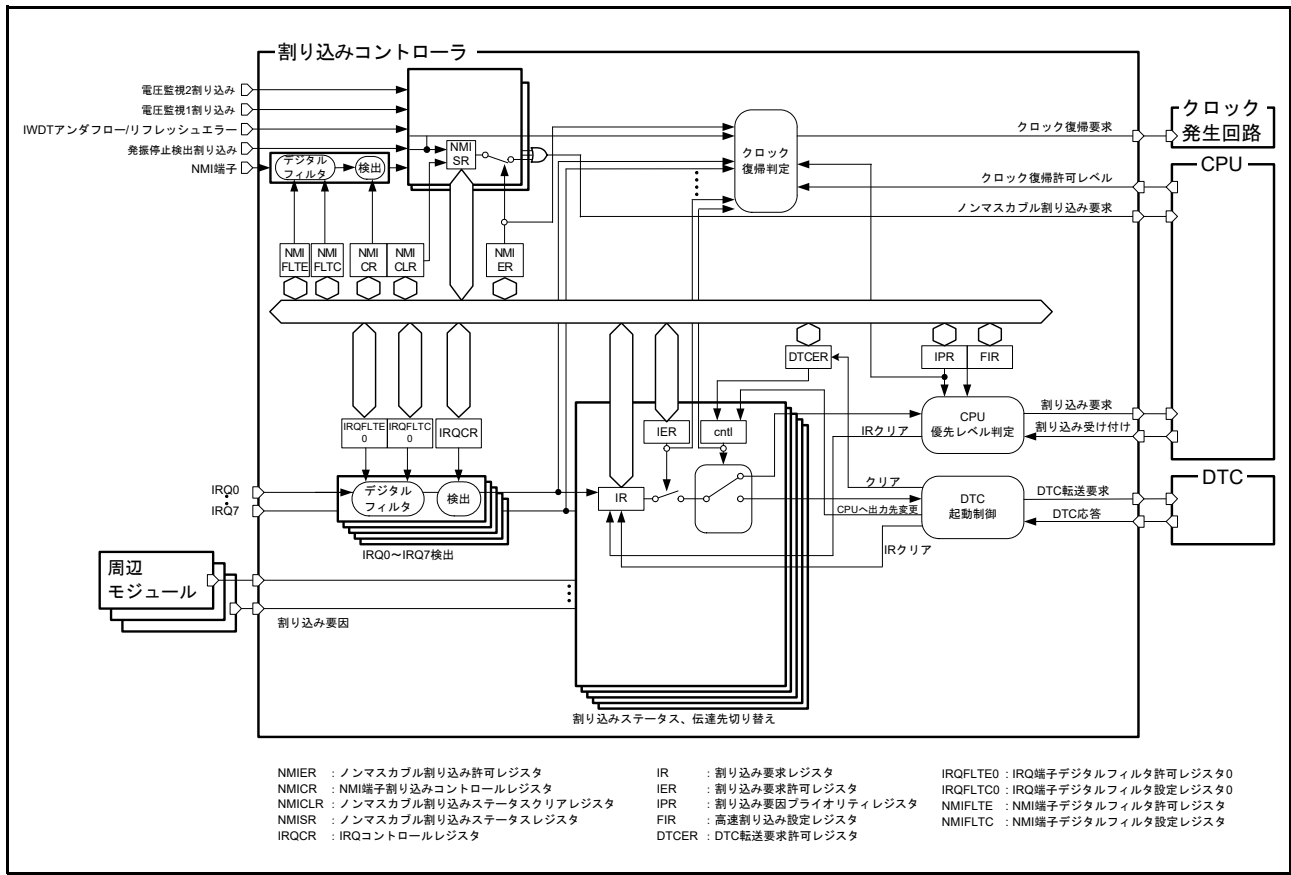 割り込みコントローラ
電圧監視2割り込み
電圧監視1割り込み
IWDTアンダフロー/リフレッシュエラー
発振停止検出割り込み
NMI端子
デジタル
フィルタ
検出
NMI
SR
クロック
復帰判定
クロック復帰要求
クロック復帰許可レベル
ノンマスカブル割り込み要求
クロック
発生回路
CPU
NMI
FLTE
NMI
FLTC
NMI
CR
NMI
CLR
NMI
ER
DTCER
IPR
FIR
IRQFLTE
0
IRQFLTC
0
IRQCR
IER
cntl
CPU
優先レベル判定
割り込み要求
割り込み受け付け
IRクリア
IRQ0
IRQ7
デジタル
フィルタ
検出
IRQ0～IRQ7検出
IR
クリア
CPUへ出力先変更
IRクリア
DTC
起動制御
DTC転送要求
DTC応答
DTC
周辺
モジュール
割り込み要因
割り込みステータス、伝達先切り替え
NMIER : ノンマスカブル割り込み許可レジスタ
NMICR : NMI端子割り込みコントロールレジスタ
NMICLR : ノンマスカブル割り込みステータスクリアレジスタ
NMISR : ノンマスカブル割り込みステータスレジスタ
IRQCR : IRQコントロールレジスタ
IR : 割り込み要求レジスタ
IER : 割り込み要求許可レジスタ
IPR : 割り込み要因プライオリティレジスタ
FIR : 高速割り込み設定レジスタ
DTCER : DTC転送要求許可レジスタ
IRQFLTE0 : IRQ端子デジタルフィルタ許可レジスタ0
IRQFLTC0 : IRQ端子デジタルフィルタ設定レジスタ0
NMIFLTE : NMI端子デジタルフィルタ許可レジスタ
NMIFLTC : NMI端子デジタルフィルタ設定レジスタ